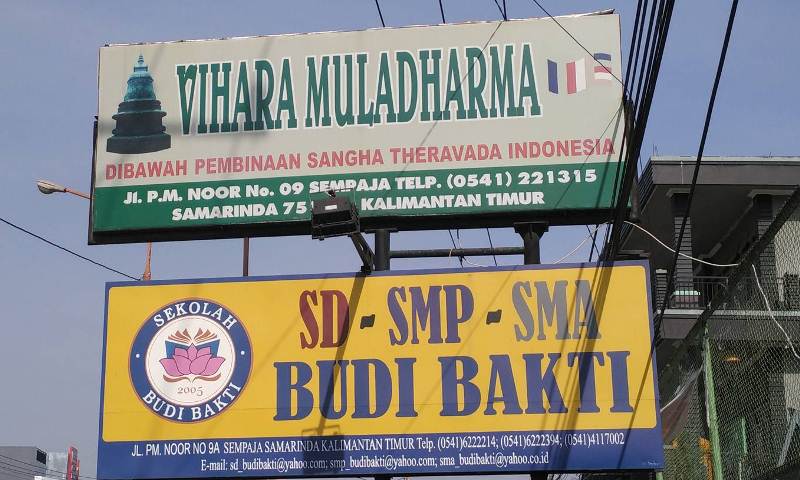 VIHARA MULADHARMA
DIBAWAH PEMBINAAN SANGHA THERAVADA INDONESIA
Jl. P.M. NOOR No. 09 SEMPAJA TELP. (0541) 221315
SAMARINDA 75 KALIMANTAN TIMUR
SEKOLAH
2005
BUDI BAKTI
SD - SMP - SMA
BUDI BAKTI
JL. PM. NOOR NO 9A SEMPAJA SAMARINDA KALIMANTAN TIMUR Telp. (0541)6222214; (0541)6222394; (0541)4117002
E-mail: sd_budibakti@yahoo.com; smp_budibakti@yahoo.com; sma_budibakti@yahoo.co.id